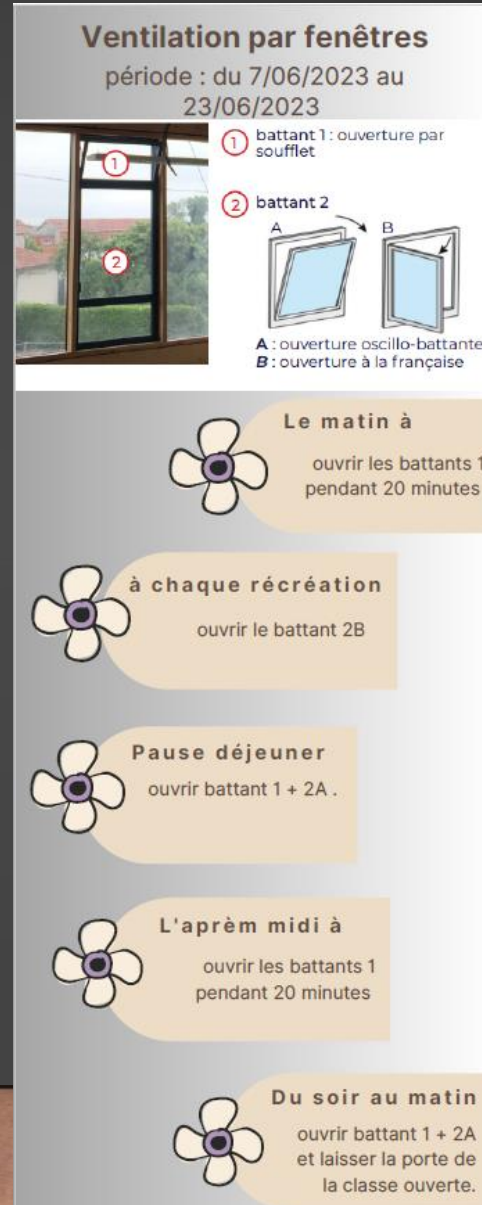 Ventilation par fenêtres
période : du 7/06/2023 au
23/06/2023
1 battant 1 : ouverture par
soufflet
1
2 battant 2
2
A B
A : ouverture oscillo-battante
B : ouverture à la française
Le matin à
ouvrir les battants 1
pendant 20 minutes
à chaque récréation
ouvrir le battant 2B
Pause déjeuner
ouvrir battant 1 + 2A .
L'aprèm midi à
ouvrir les battants 1
pendant 20 minutes
Du soir au matin
ouvrir battant 1 + 2A
et laisser la porte de
la classe ouverte.